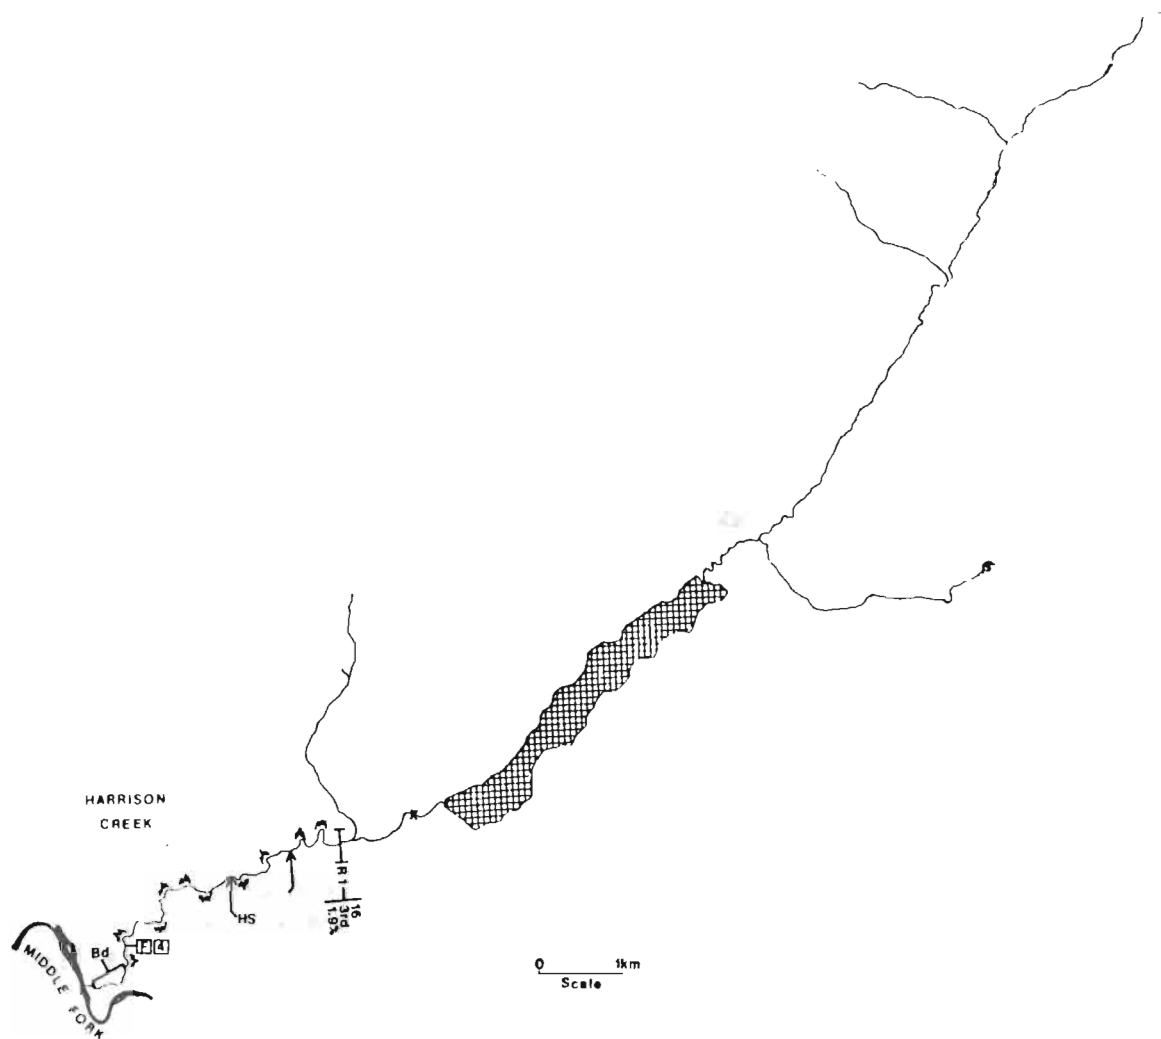 HARRISON
CREEK
R 1
16
3rd
1.9%
HS
F 4
Bd
MIDDLE FORK
0 1km
Scale